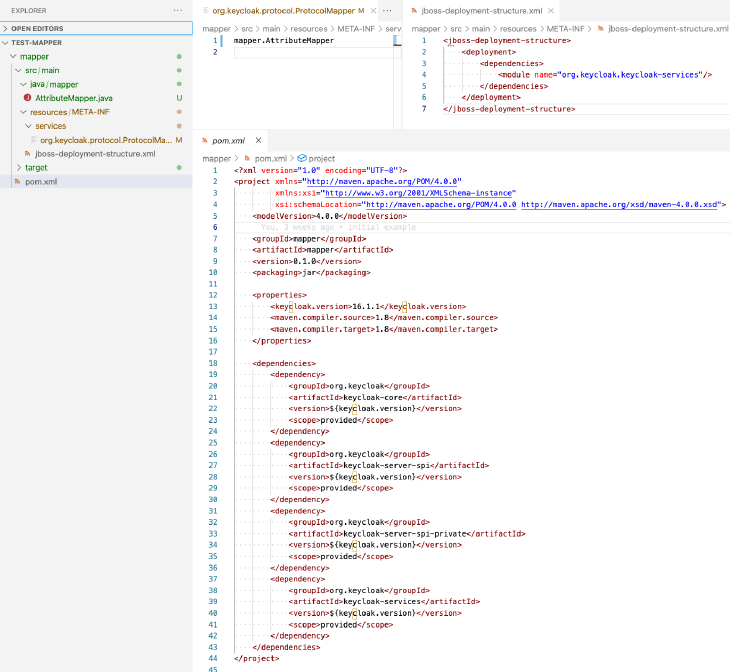 EXPLORER
OPEN EDITORS
TEST-MAPPER
mapper
src/main
java/mapper
AttributeMapper.java U
resources/META-INF
services
org.keycloak.protocol.ProtocolMa... M
jboss-deployment-structure.xml
target
pom.xml
org.keycloak.protocol.ProtocolMapper M
mapper > src > main > resources > META-INF > serv
1 mapper.AttributeMapper
2
jboss-deployment-structure.xml
mapper > src > main > resources > META-INF > jboss-deployment-structure.xml
1 <jboss-deployment-structure>
2 <deployment>
3 <dependencies>
4 <module name="org.keycloak.keycloak-services"/>
5 </dependencies>
6 </deployment>
7 </jboss-deployment-structure>
pom.xml
mapper > pom.xml > project
1 <?xml version="1.0" encoding="UTF-8"?>
2 <project xmlns="http://maven.apache.org/POM/4.0.0"
3 xmlns:xsi="http://www.w3.org/2001/XMLSchema-instance"
4 xsi:schemaLocation="http://maven.apache.org/POM/4.0.0 http://maven.apache.org/xsd/maven-4.0.0.xsd">
5 <modelVersion>4.0.0</modelVersion>
6 You, 3 weeks ago • initial example
7 <groupId>mapper</groupId>
8 <artifactId>mapper</artifactId>
9 <version>0.1.0</version>
10 <packaging>jar</packaging>
11
12 <properties>
13 <keycloak.version>16.1.1</keycloak.version>
14 <maven.compiler.source>1.8</maven.compiler.source>
15 <maven.compiler.target>1.8</maven.compiler.target>
16 </properties>
17
18 <dependencies>
19 <dependency>
20 <groupId>org.keycloak</groupId>
21 <artifactId>keycloak-core</artifactId>
22 <version>${keycloak.version}</version>
23 <scope>provided</scope>
24 </dependency>
25 <dependency>
26 <groupId>org.keycloak</groupId>
27 <artifactId>keycloak-server-spi</artifactId>
28 <version>${keycloak.version}</version>
29 <scope>provided</scope>
30 </dependency>
31 <dependency>
32 <groupId>org.keycloak</groupId>
33 <artifactId>keycloak-server-spi-private</artifactId>
34 <version>${keycloak.version}</version>
35 <scope>provided</scope>
36 </dependency>
37 <dependency>
38 <groupId>org.keycloak</groupId>
39 <artifactId>keycloak-services</artifactId>
40 <version>${keycloak.version}</version>
41 <scope>provided</scope>
42 </dependency>
43 </dependencies>
44 </project>
45